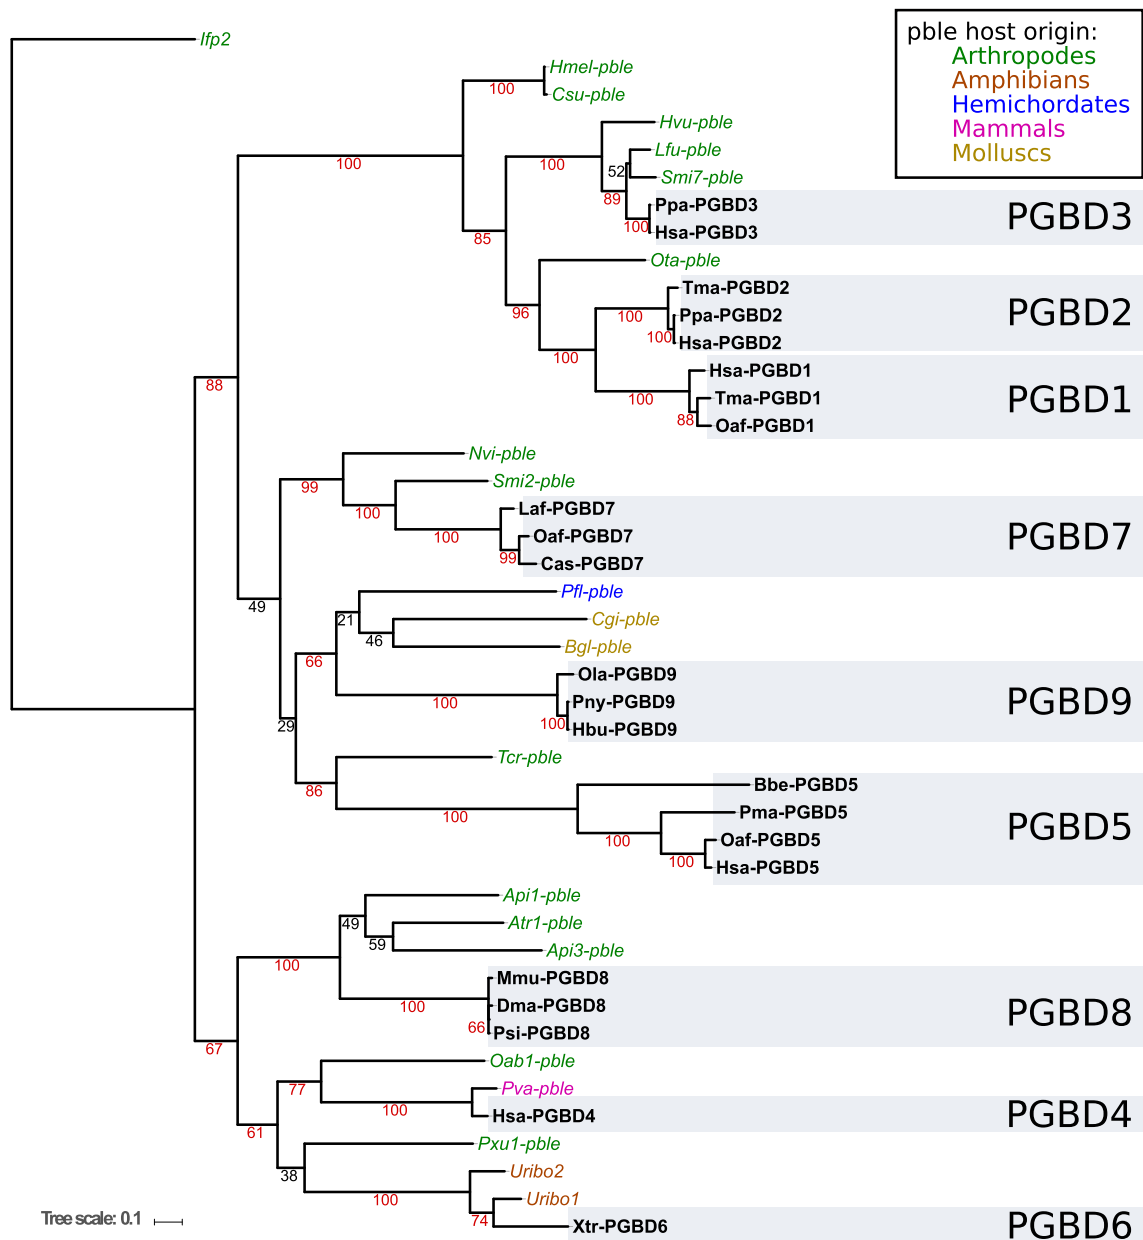 pble host origin:
Arthropodes
Amphibians
Hemichordates
Mammals
Molluscs
Ifp2
Hmel-pble
100
Csu-pble
Hvu-pble
100
100
Lfu-pble
52
Smi7-pble
89
Ppa-PGBD3
PGBD3
100
Hsa-PGBD3
85
Ota-pble
Tma-PGBD2
96
100
Ppa-PGBD2
PGBD2
100
Hsa-PGBD2
100
Hsa-PGBD1
88
100
Tma-PGBD1
PGBD1
88
Oaf-PGBD1
Nvi-pble
99
Smi2-pble
100
Laf-PGBD7
100
Oaf-PGBD7
PGBD7
99
Cas-PGBD7
Pfl-pble
49
21
Cgi-pble
46
Bgl-pble
66
Ola-PGBD9
100
Pny-PGBD9
PGBD9
29
100
Hbu-PGBD9
Tcr-pble
86
Bbe-PGBD5
100
Pma-PGBD5
PGBD5
100
Oaf-PGBD5
100
Hsa-PGBD5
Api1-pble
49
Atr1-pble
59
Api3-pble
100
Mmu-PGBD8
100
Dma-PGBD8
PGBD8
66
Psi-PGBD8
67
Oab1-pble
77
Pva-pble
100
Hsa-PGBD4
PGBD4
61
Pxu1-pble
38
Uribo2
100
Uribo1
74
Xtr-PGBD6
PGBD6
Tree scale: 0.1